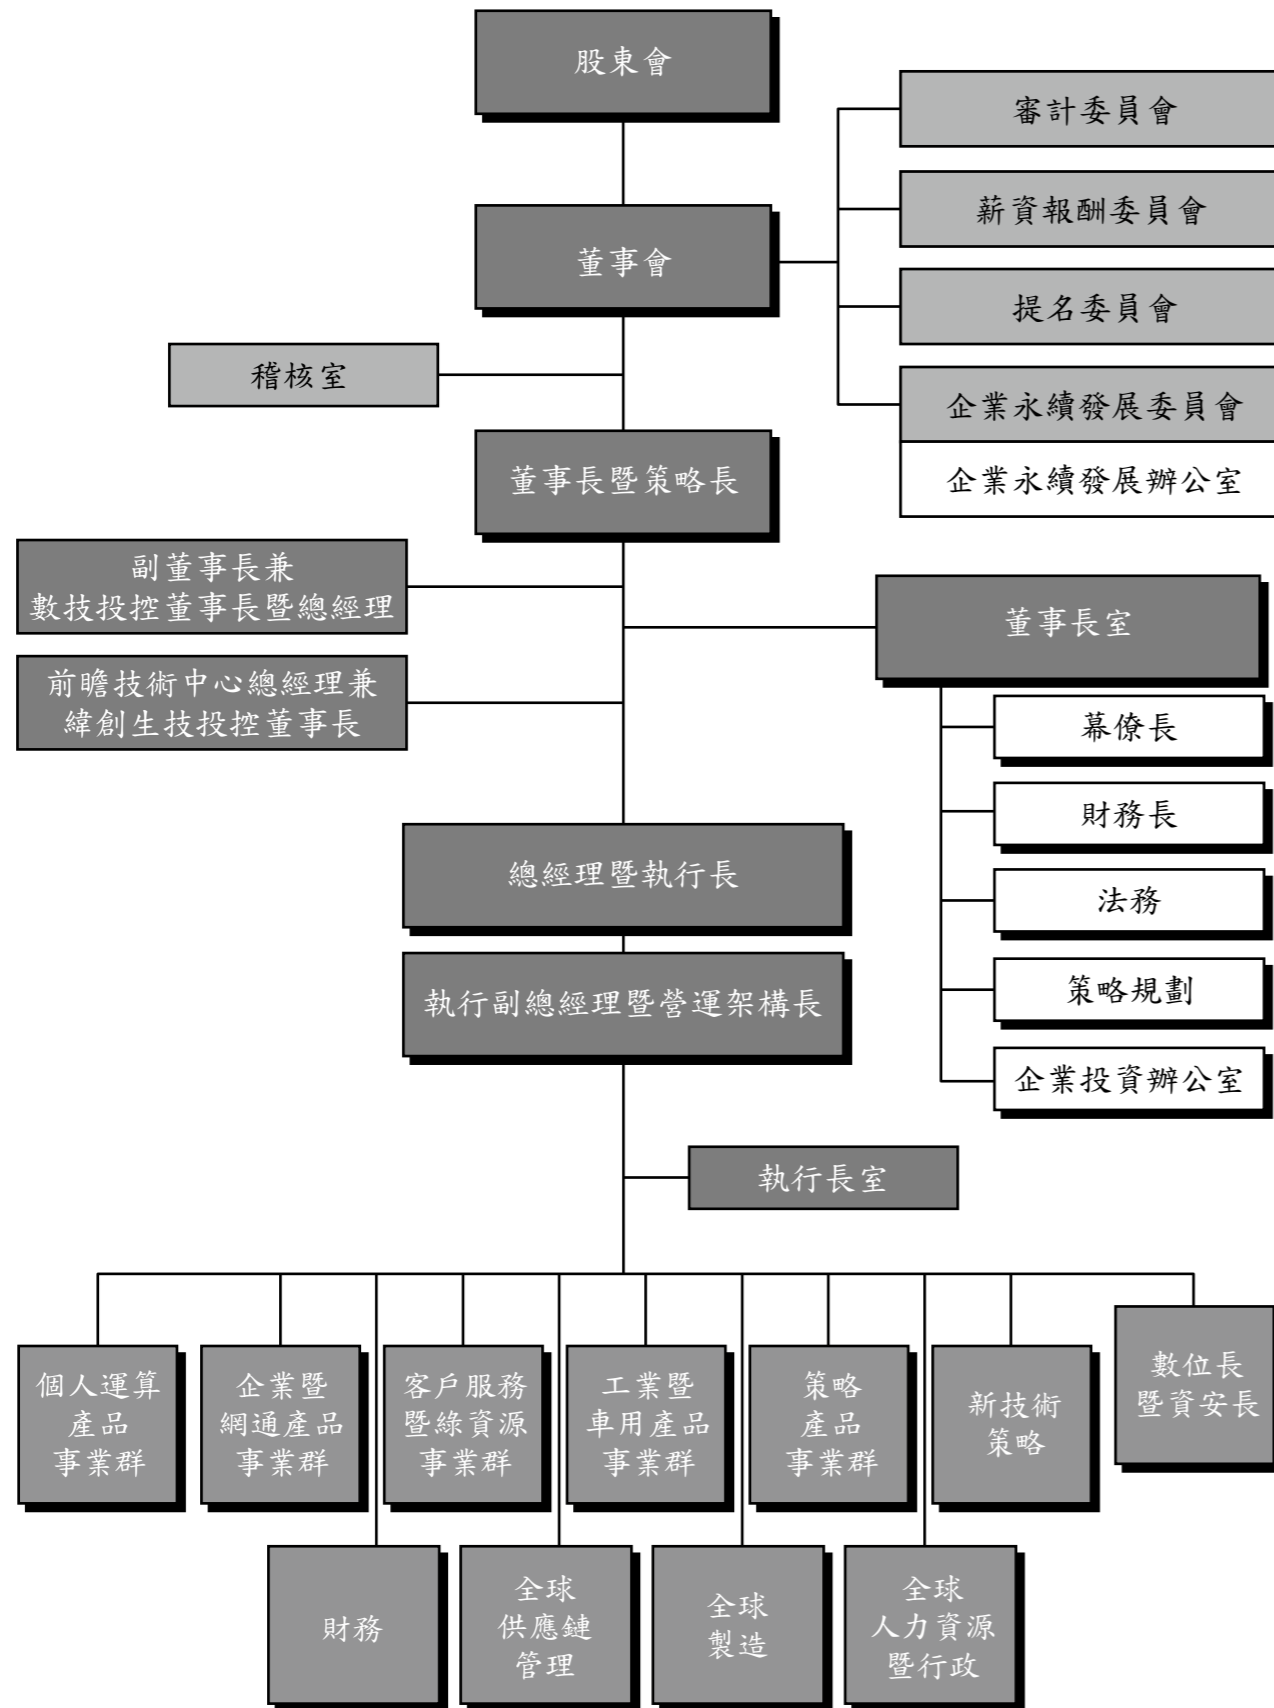 股東會
審計委員會
薪資報酬委員會
董事會
提名委員會
稽核室
企業永續發展委員會
企業永續發展辦公室
董事長暨策略長
副董事長兼
數技投控董事長暨總經理
董事長室
前瞻技術中心總經理兼
緯創生技投控董事長
幕僚長
財務長
法務
策略規劃
企業投資辦公室
總經理暨執行長
執行副總經理暨營運架構長
執行長室
個人運算
產品
事業群
企業暨
網通產品
事業群
客戶服務
暨綠資源
事業群
工業暨
車用產品
事業群
策略
產品
事業群
新技術
策略
數位長
暨資安長
財務
全球
供應鏈
管理
全球
製造
全球
人力資源
暨行政